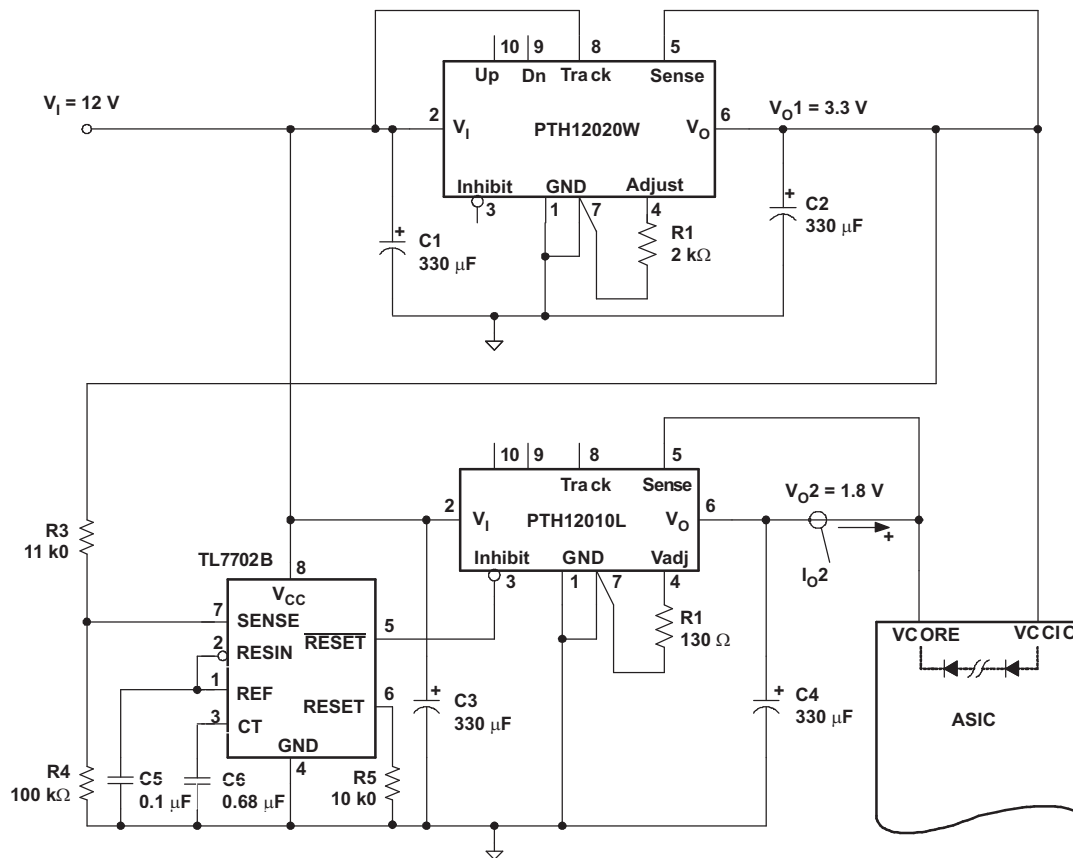 10 9 8 5
Up Dn Track Sense
V_I = 12 V
2 V_I PTH12020W V_O 6
V_O1 = 3.3 V
Inhibit GND Adjust
3 1 7 4
+ C1
330 μF
R1
2 kΩ
+ C2
330 μF
10 9 8 5
Track Sense
2 V_I PTH12010L V_O 6
V_O2 = 1.8 V
+
I_O2
Inhibit GND Vadj
3 1 7 4
R1
130 Ω
R3
11 k0
TL7702B
8
V_CC
7 SENSE
2 RESIN
1 REF
3 CT
RESET 5
RESET 6
GND
4
R4
100 kΩ
C5
0.1 μF
C6
0.68 μF
R5
10 k0
+ C3
330 μF
+ C4
330 μF
VCORE VCCIO
ASIC